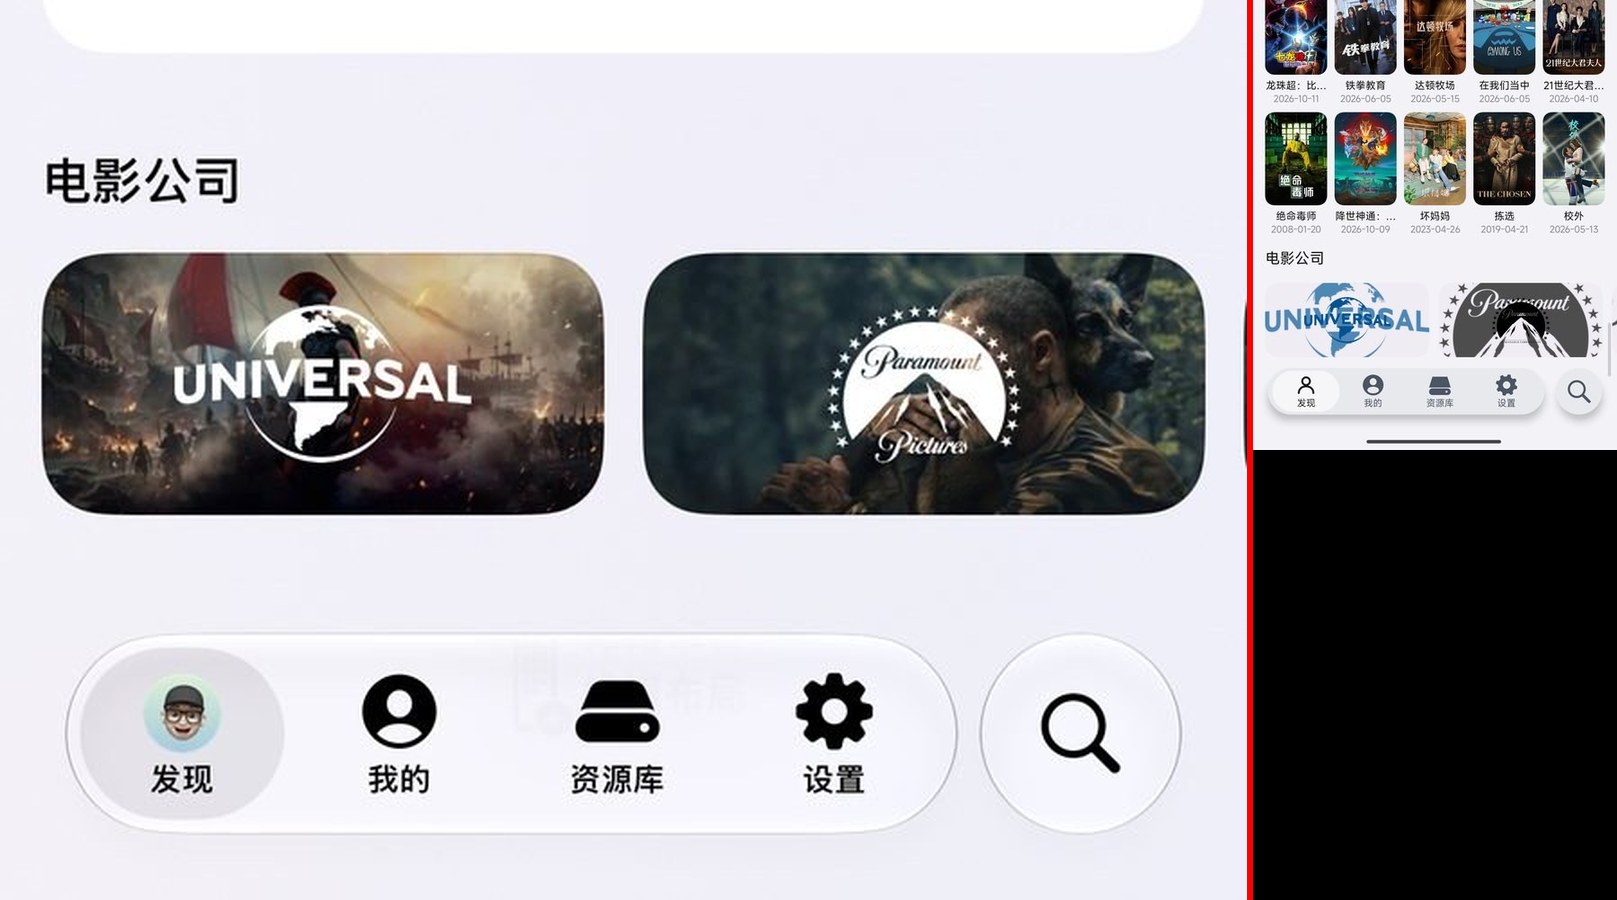 电影公司
UNIVERSAL
Paramount
Pictures
发现
我的
资源库
设置
铁拳教育
达顿牧场
AMONG US
21世纪大君夫人
龙珠超：比...
铁拳教育
达顿牧场
在我们当中
21世纪大君...
2026-10-11
2026-06-05
2026-05-15
2026-06-05
2026-04-10
绝命
毒师
THE CHOSEN
校外
绝命毒师
降世神通：...
坏妈妈
拣选
校外
2008-01-20
2026-10-09
2023-04-26
2019-04-21
2026-05-13
电影公司
UNIVERSAL
UNIVERSAL
Paramount
发现
我的
资源库
设置